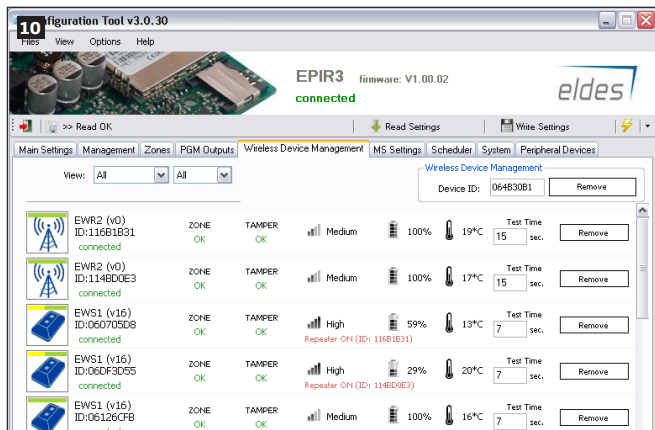 10
nfiguration Tool v3.0.30
Files View Options Help
EPIR3 firmware: V1.00.02
connected
eldes
>> Read OK Read Settings Write Settings
Main Settings Management Zones PGM Outputs Wireless Device Management MS Settings Scheduler System Peripheral Devices
View: All All
Wireless Device Management
Device ID: 064B30B1 Remove
EWR2 (v0) ZONE TAMPER Test Time
ID:116B1B31 OK OK Medium 100% 19°C 15 sec. Remove
connected
EWR2 (v0) ZONE TAMPER Test Time
ID:114BD0E3 OK OK Medium 100% 17°C 15 sec. Remove
connected
EWS1 (v16) ZONE TAMPER Test Time
ID:060705D8 OK OK High 59% 13°C 7 sec. Remove
connected Repeater ON (ID: 116B1B31)
EWS1 (v16) ZONE TAMPER Test Time
ID:06DF3D55 OK OK High 29% 20°C 7 sec. Remove
connected Repeater ON (ID: 114BD0E3)
EWS1 (v16) ZONE TAMPER Test Time
ID:06126CFB OK OK Medium 100% 16°C 7 sec. Remove